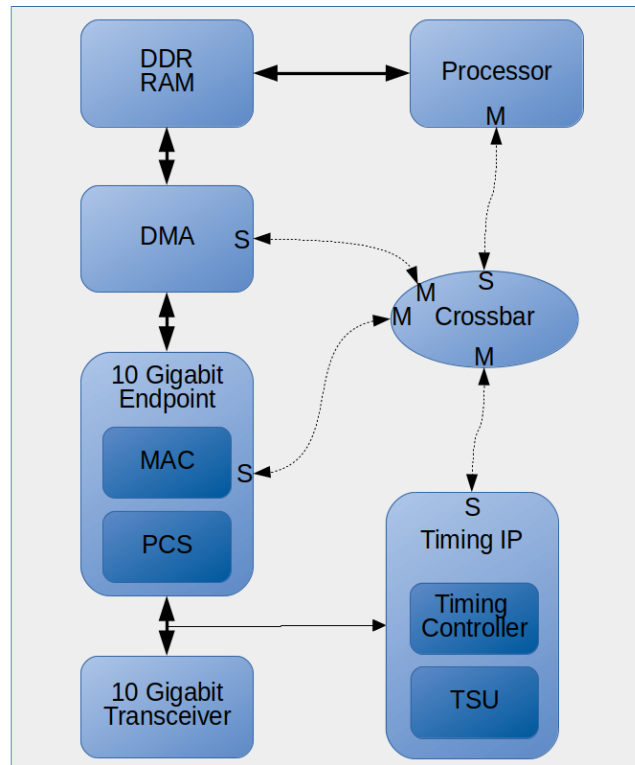 DDR
RAM
Processor
M
DMA
S
S
M
M
Crossbar
M
10 Gigabit
Endpoint
MAC
S
PCS
S
Timing IP
Timing
Controller
TSU
10 Gigabit
Transceiver